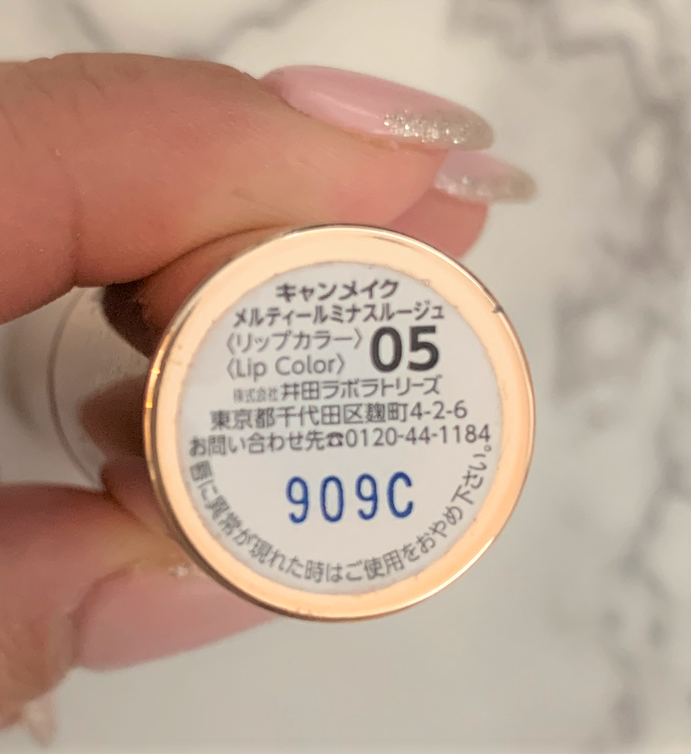 キャンメイク
メルティールミナスルージュ
〈リップカラー〉
〈Lip Color〉
05
株式会社 井田ラボラトリーズ
東京都千代田区麹町4-2-6
お問い合わせ先☎0120-44-1184
唇に異常が現れた時はご使用をおやめ下さい。
909C